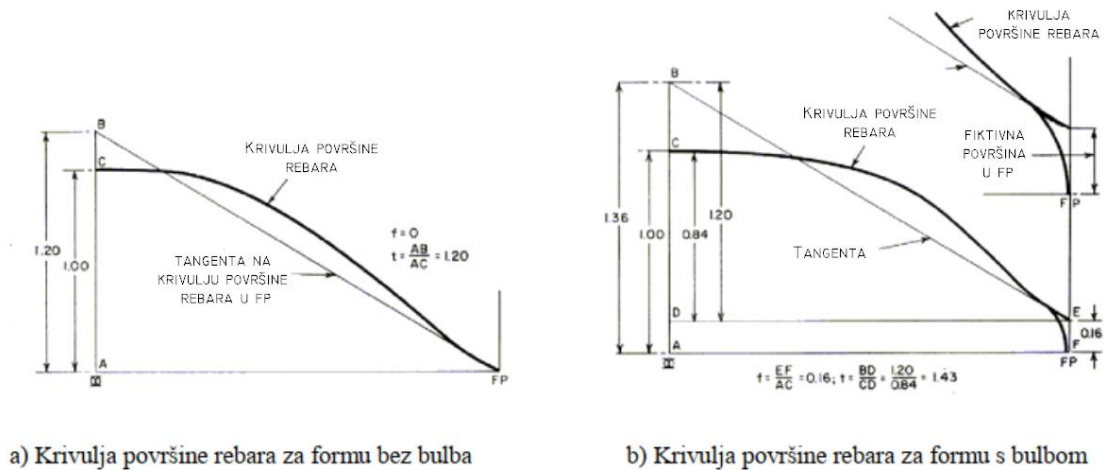 B
C
1.20
1.00
KRIVULJA POVRŠINE
REBARA
f=0
t= AB/AC =1.20
TANGENTA NA
KRIVULJU POVRŠINE
REBARA U FP
A
FP
a) Krivulja površine rebara za formu bez bulba
KRIVULJA
POVRŠINE REBARA
FIKTIVNA
POVRŠINA
U FP
F P
B
C
KRIVULJA POVRŠINE
REBARA
1.36
1.00
0.84
1.20
TANGENTA
D
E
0.16
A
F
FP
f= EF/AC =0.16; t= BD/CD = 1.20/0.84 = 1.43
b) Krivulja površine rebara za formu s bulbom